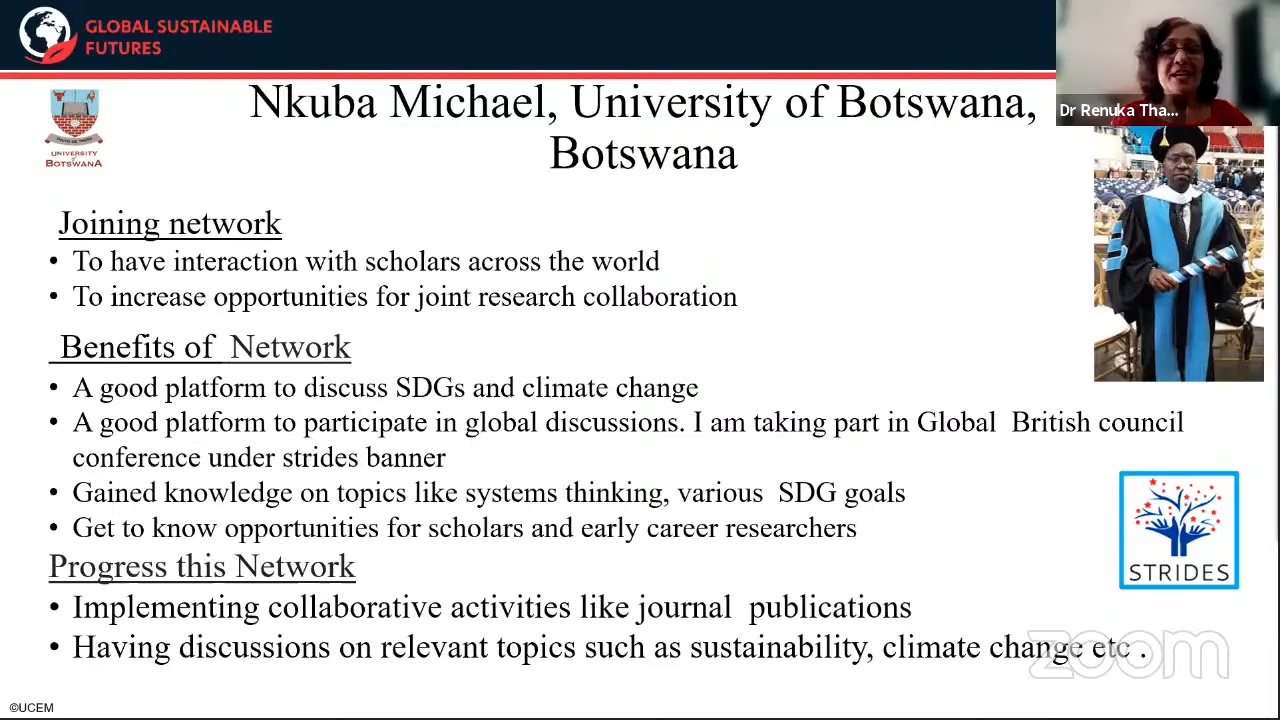 GLOBAL SUSTAINABLE
FUTURES
Dr Renuka Tha...
UNIVERSITY
of
BOTSWANA
Nkuba Michael, University of Botswana,
Botswana
Joining network
• To have interaction with scholars across the world
• To increase opportunities for joint research collaboration
Benefits of Network
• A good platform to discuss SDGs and climate change
• A good platform to participate in global discussions. I am taking part in Global British council
conference under strides banner
• Gained knowledge on topics like systems thinking, various SDG goals
• Get to know opportunities for scholars and early career researchers
STRIDES
Progress this Network
• Implementing collaborative activities like journal publications
• Having discussions on relevant topics such as sustainability, climate change etc .
zoom
©UCEM